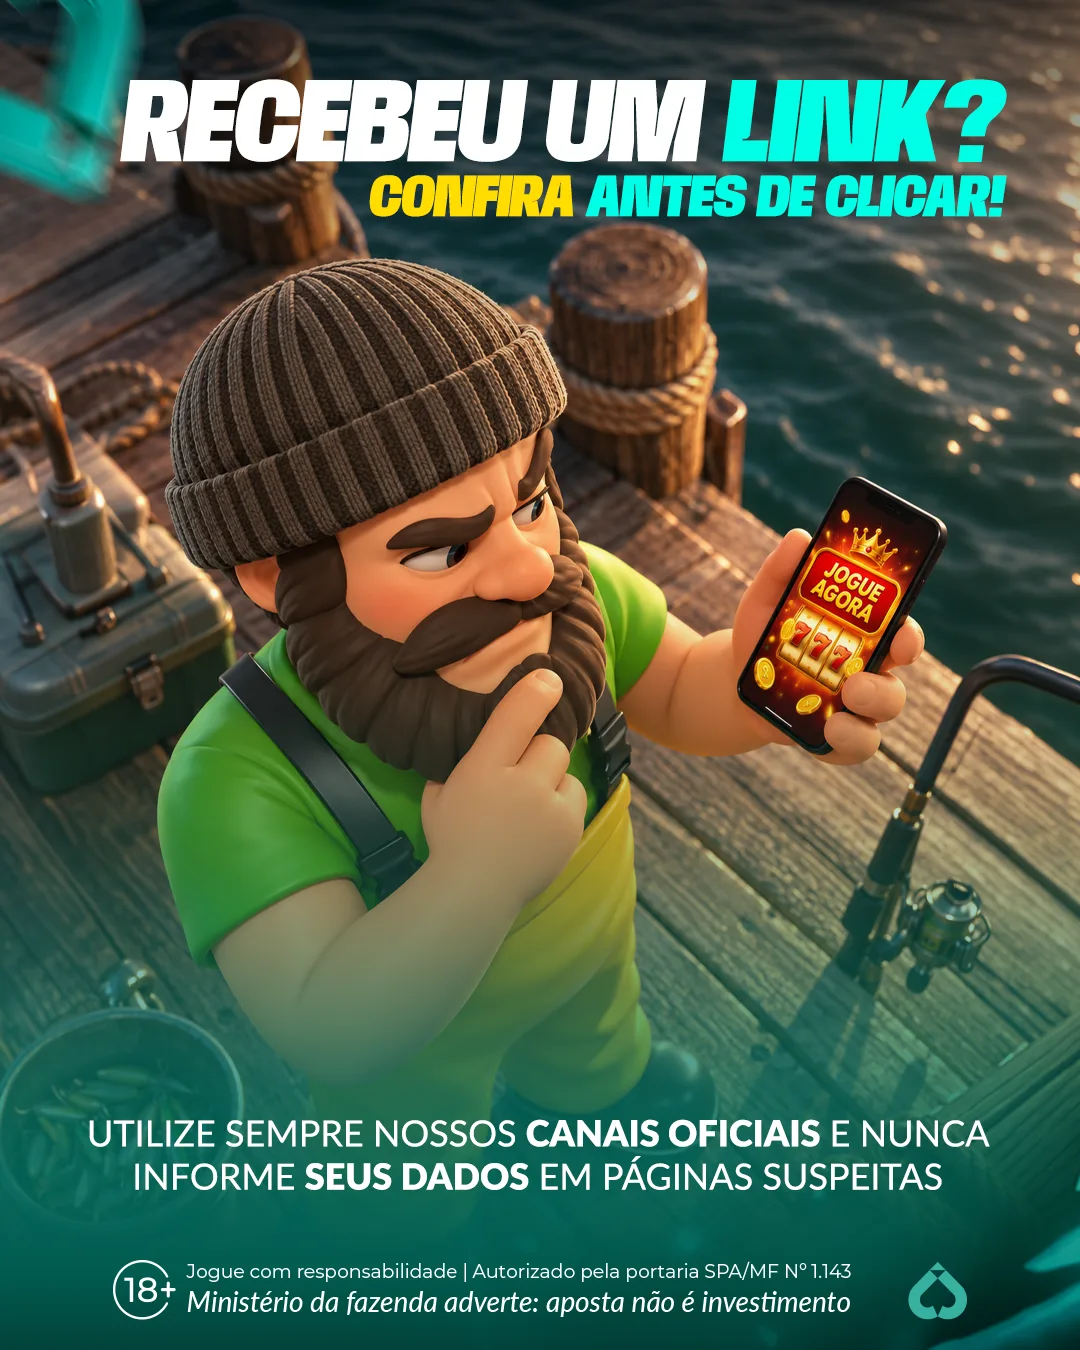 RECEBEU UM LINK?
CONFIRA ANTES DE CLICAR!
JOGUE
AGORA
777
UTILIZE SEMPRE NOSSOS CANAIS OFICIAIS E NUNCA
INFORME SEUS DADOS EM PÁGINAS SUSPEITAS
18+
Jogue com responsabilidade | Autorizado pela portaria SPA/MF Nº 1.143
Ministério da fazenda adverte: aposta não é investimento